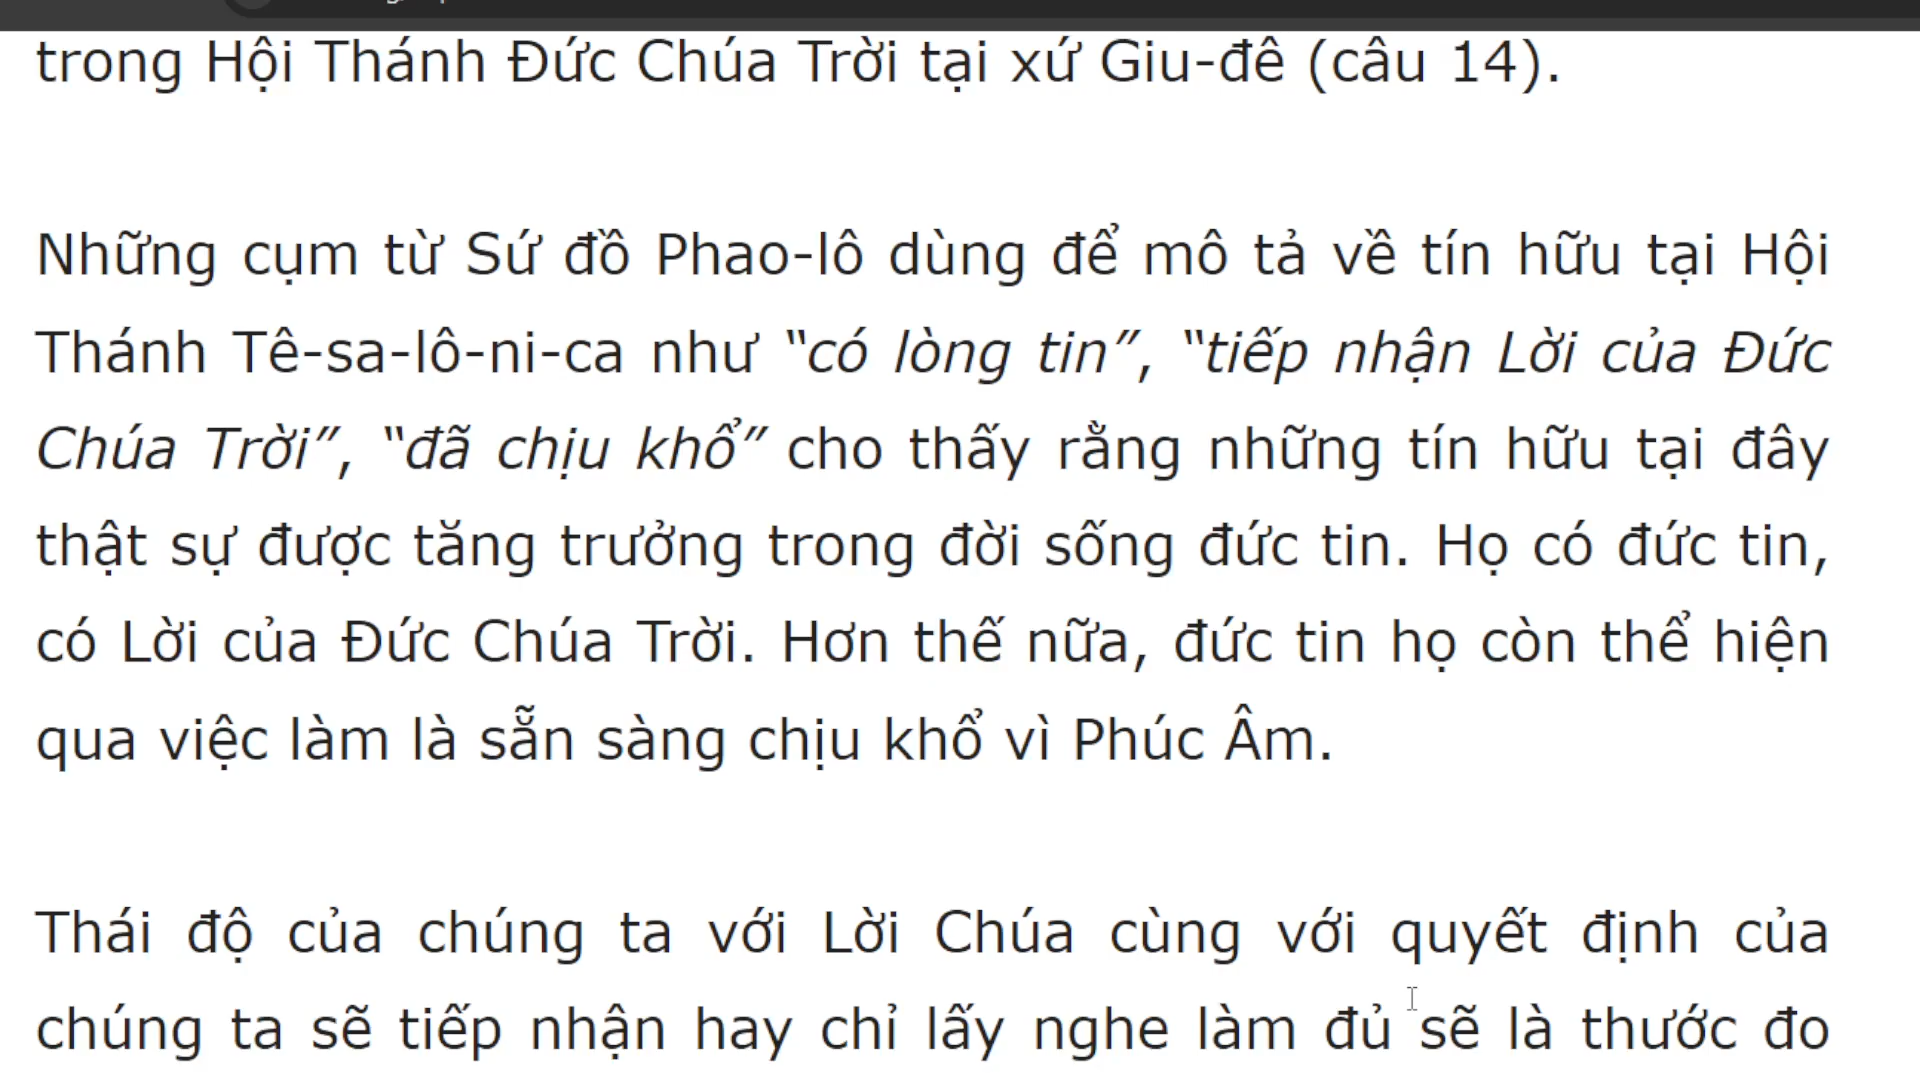 trong Hội Thánh Đức Chúa Trời tại xứ Giu-đê (câu 14).
Những cụm từ Sứ đồ Phao-lô dùng để mô tả về tín hữu tại Hội
Thánh Tê-sa-lô-ni-ca như “có lòng tin”, “tiếp nhận Lời của Đức
Chúa Trời”, “đã chịu khổ” cho thấy rằng những tín hữu tại đây
thật sự được tăng trưởng trong đời sống đức tin. Họ có đức tin,
có Lời của Đức Chúa Trời. Hơn thế nữa, đức tin họ còn thể hiện
qua việc làm là sẵn sàng chịu khổ vì Phúc Âm.
Thái độ của chúng ta với Lời Chúa cùng với quyết định của
chúng ta sẽ tiếp nhận hay chỉ lấy nghe làm đủ sẽ là thước đo